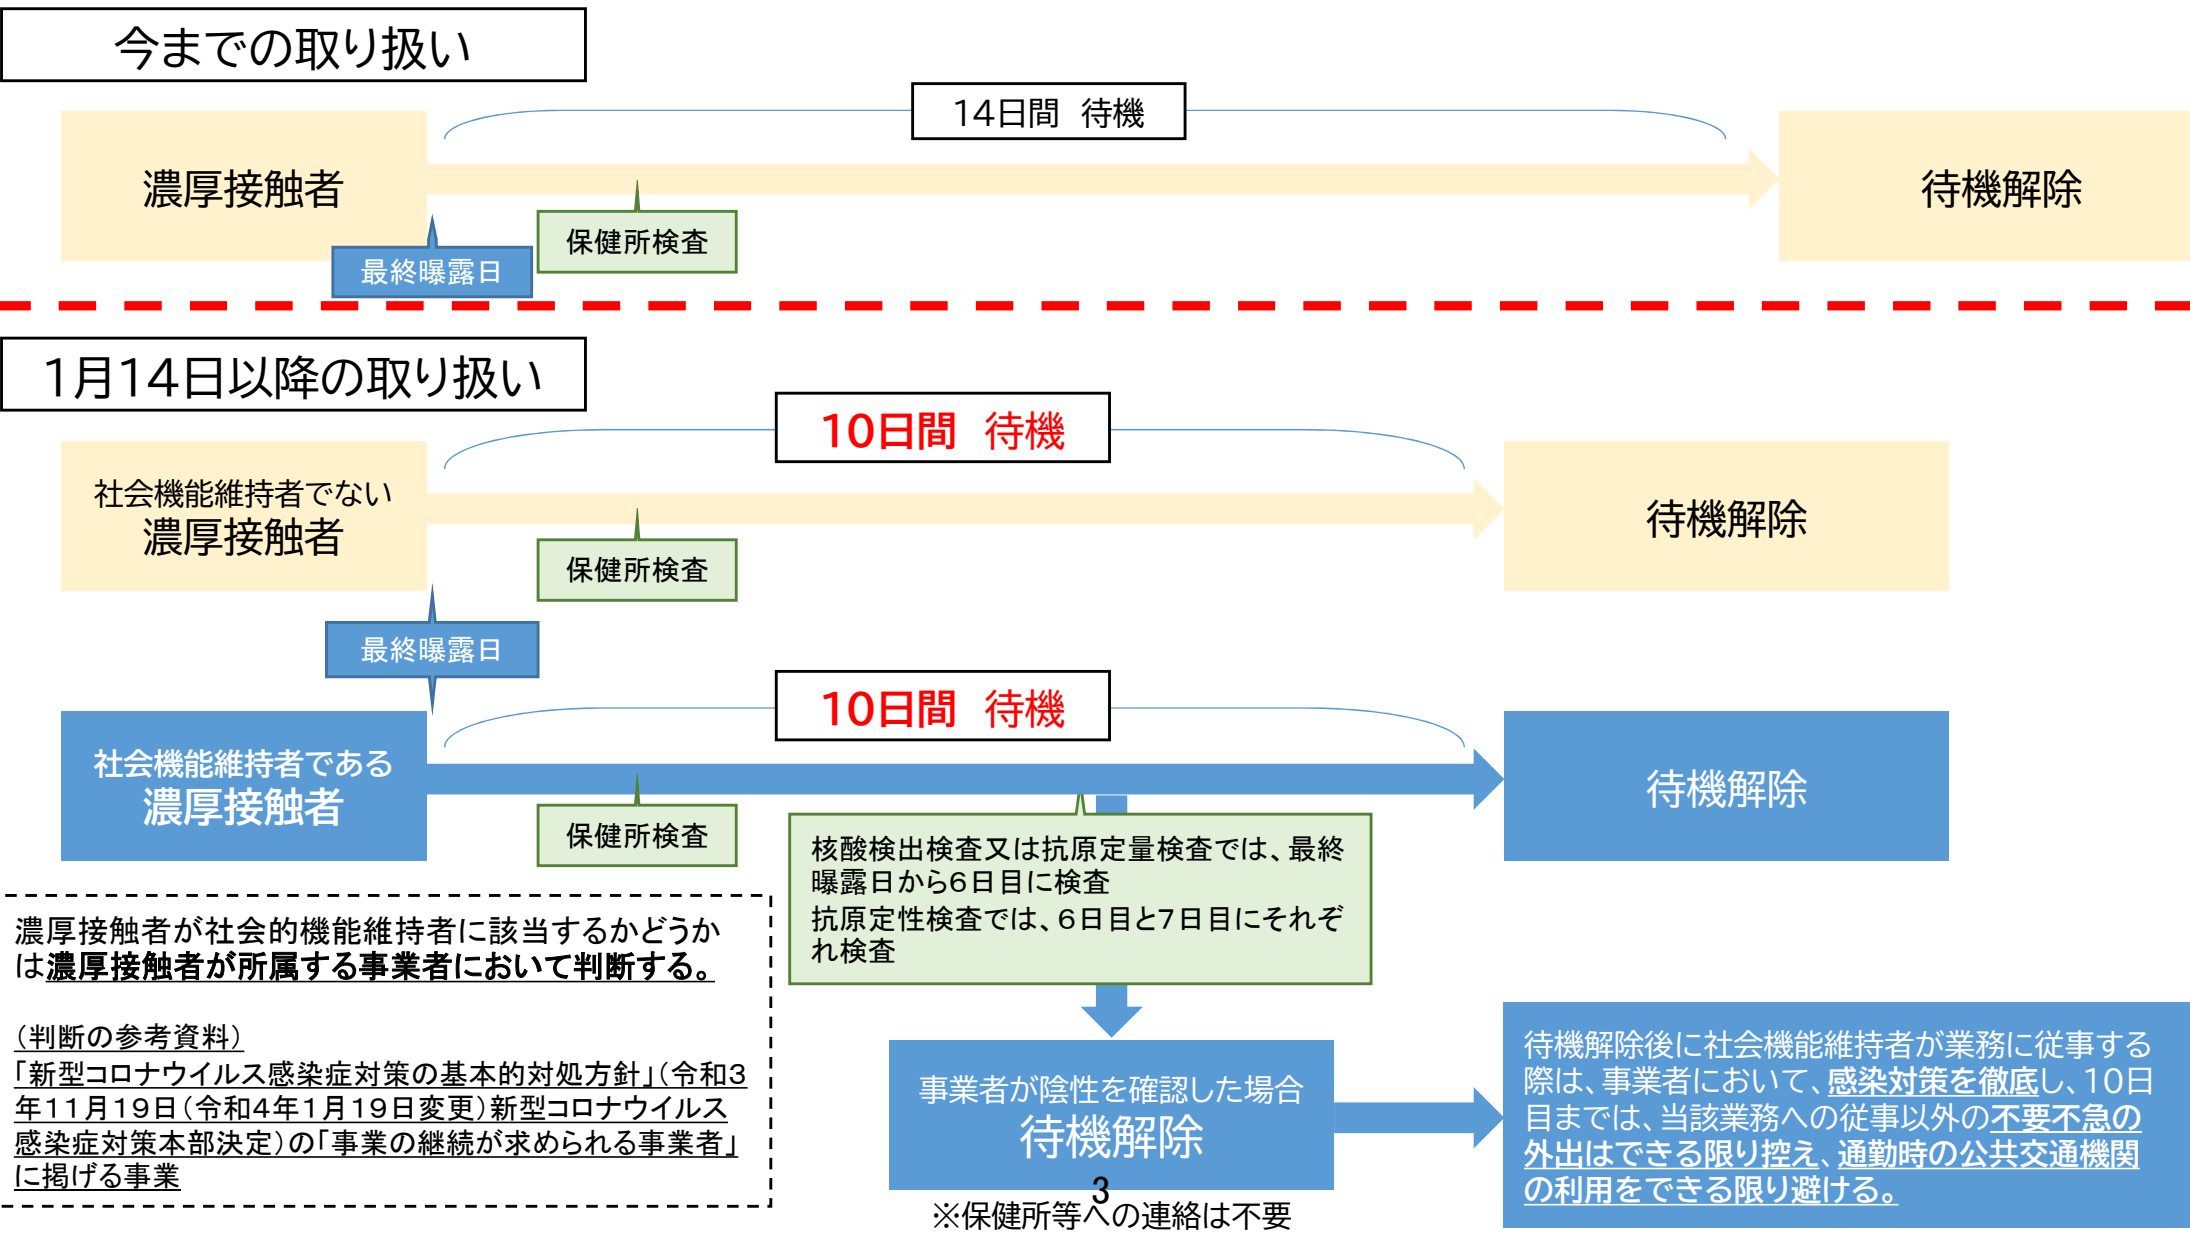 今までの取り扱い
14日間　待機
濃厚接触者
待機解除
保健所検査
最終曝露日
1月14日以降の取り扱い
10日間　待機
社会機能維持者でない
濃厚接触者
待機解除
保健所検査
最終曝露日
10日間　待機
社会機能維持者である
濃厚接触者
待機解除
保健所検査
核酸検出検査又は抗原定量検査では、最終
曝露日から6日目に検査
抗原定性検査では、6日目と7日目にそれぞ
れ検査
濃厚接触者が社会的機能維持者に該当するかどうか
は濃厚接触者が所属する事業者において判断する。
（判断の参考資料）
「新型コロナウイルス感染症対策の基本的対処方針」（令和3
年11月19日（令和4年1月19日変更）新型コロナウイルス
感染症対策本部決定）の「事業の継続が求められる事業者」
に掲げる事業
事業者が陰性を確認した場合
待機解除
3
※保健所等への連絡は不要
待機解除後に社会機能維持者が業務に従事する
際は、事業者において、感染対策を徹底し、10日
目までは、当該業務への従事以外の不要不急の
外出はできる限り控え、通勤時の公共交通機関
の利用をできる限り避ける。